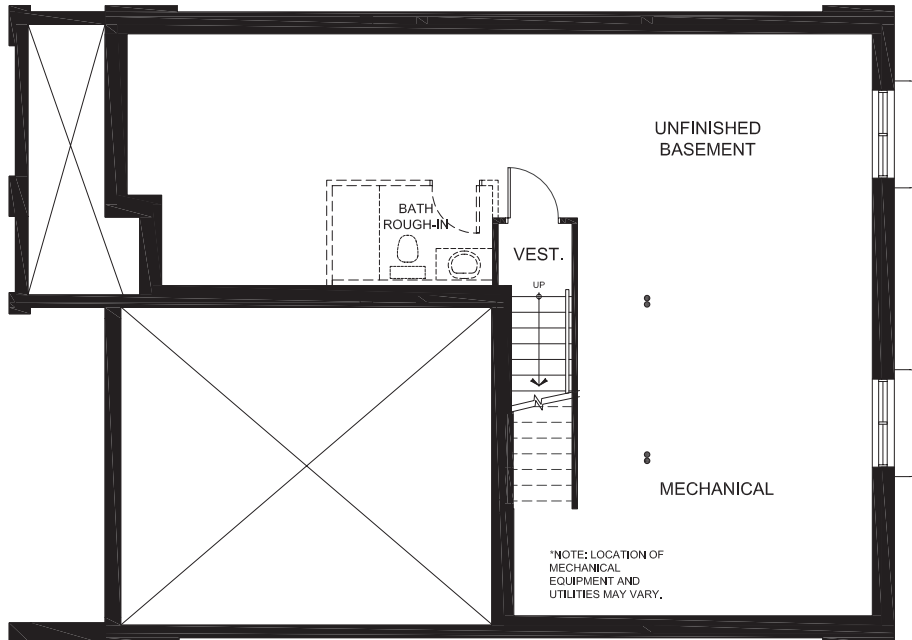 UNFINISHED
BASEMENT
BATH
ROUGH-IN
VEST.
UP
MECHANICAL
*NOTE: LOCATION OF
MECHANICAL
EQUIPMENT AND
UTILITIES MAY VARY.